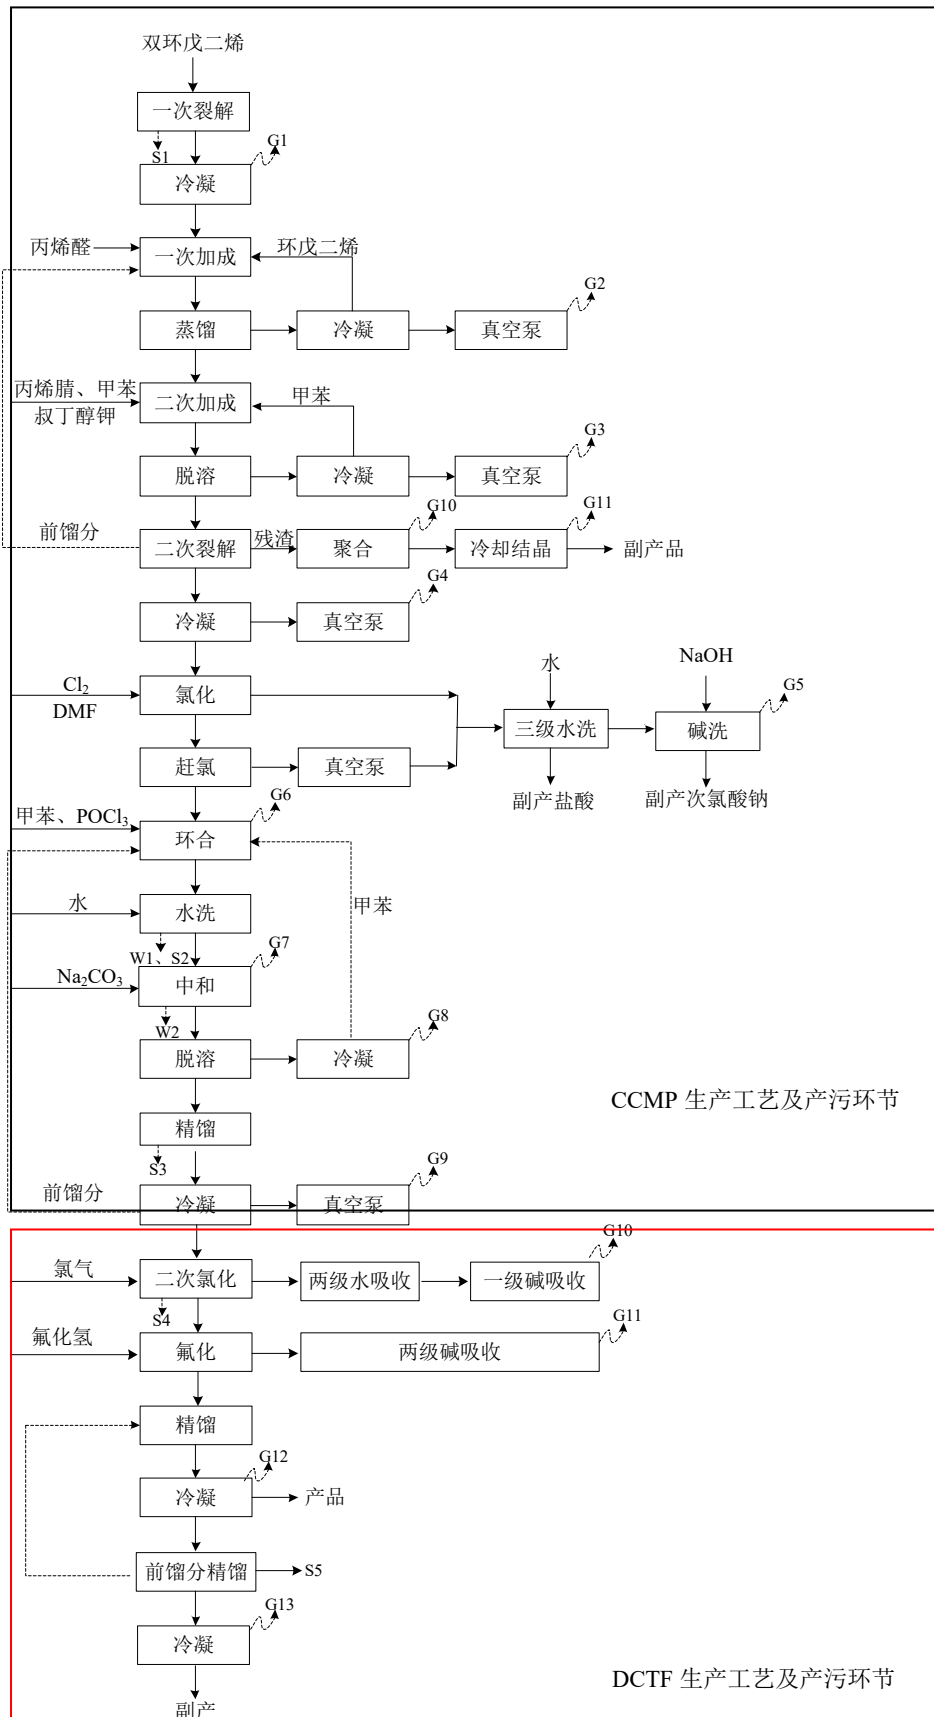 双环戊二烯
一次裂解
S1
G1
冷凝
丙烯醛
一次加成
环戊二烯
G2
蒸馏
冷凝
真空泵
丙烯腈、甲苯
叔丁醇钾
二次加成
甲苯
G3
脱溶
冷凝
真空泵
前馏分
二次裂解
残渣
G10
聚合
G11
冷却结晶
副产品
G4
冷凝
真空泵
Cl₂
DMF
氯化
水
NaOH
三级水洗
G5
碱洗
赶氯
真空泵
副产盐酸
副产次氯酸钠
甲苯、POCl₃
G6
环合
甲苯
水
水洗
W1、S2
G7
Na₂CO₃
中和
W2
G8
脱溶
冷凝
CCMP 生产工艺及产污环节
精馏
S3
G9
前馏分
冷凝
真空泵
G10
氯气
二次氯化
两级水吸收
一级碱吸收
S4
G11
氟化氢
氟化
两级碱吸收
精馏
G12
冷凝
产品
前馏分精馏
S5
G13
冷凝
DCTF 生产工艺及产污环节
副产